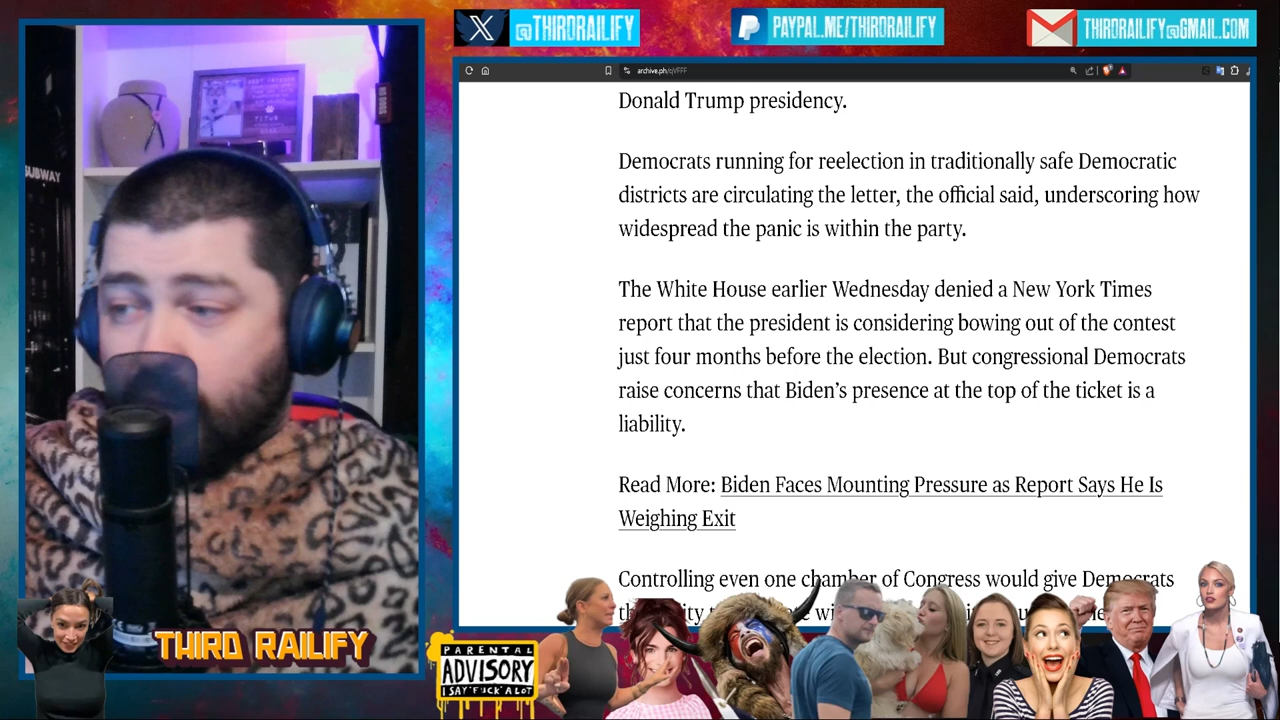 @THIRDRAILIFY
PAYPAL.ME/THIRDRAILIFY
THIRDRAILIFY@GMAIL.COM
SUBWAY
Donald Trump presidency.
Democrats running for reelection in traditionally safe Democratic
districts are circulating the letter, the official said, underscoring how
widespread the panic is within the party.
The White House earlier Wednesday denied a New York Times
report that the president is considering bowing out of the contest
just four months before the election. But congressional Democrats
raise concerns that Biden's presence at the top of the ticket is a
liability.
Read More: Biden Faces Mounting Pressure as Report Says He Is
Weighing Exit
Controlling even one chamber of Congress would give Democrats
THIRD RAILIFY
PARENTAL
ADVISORY
I SAY "FUCK" A LOT